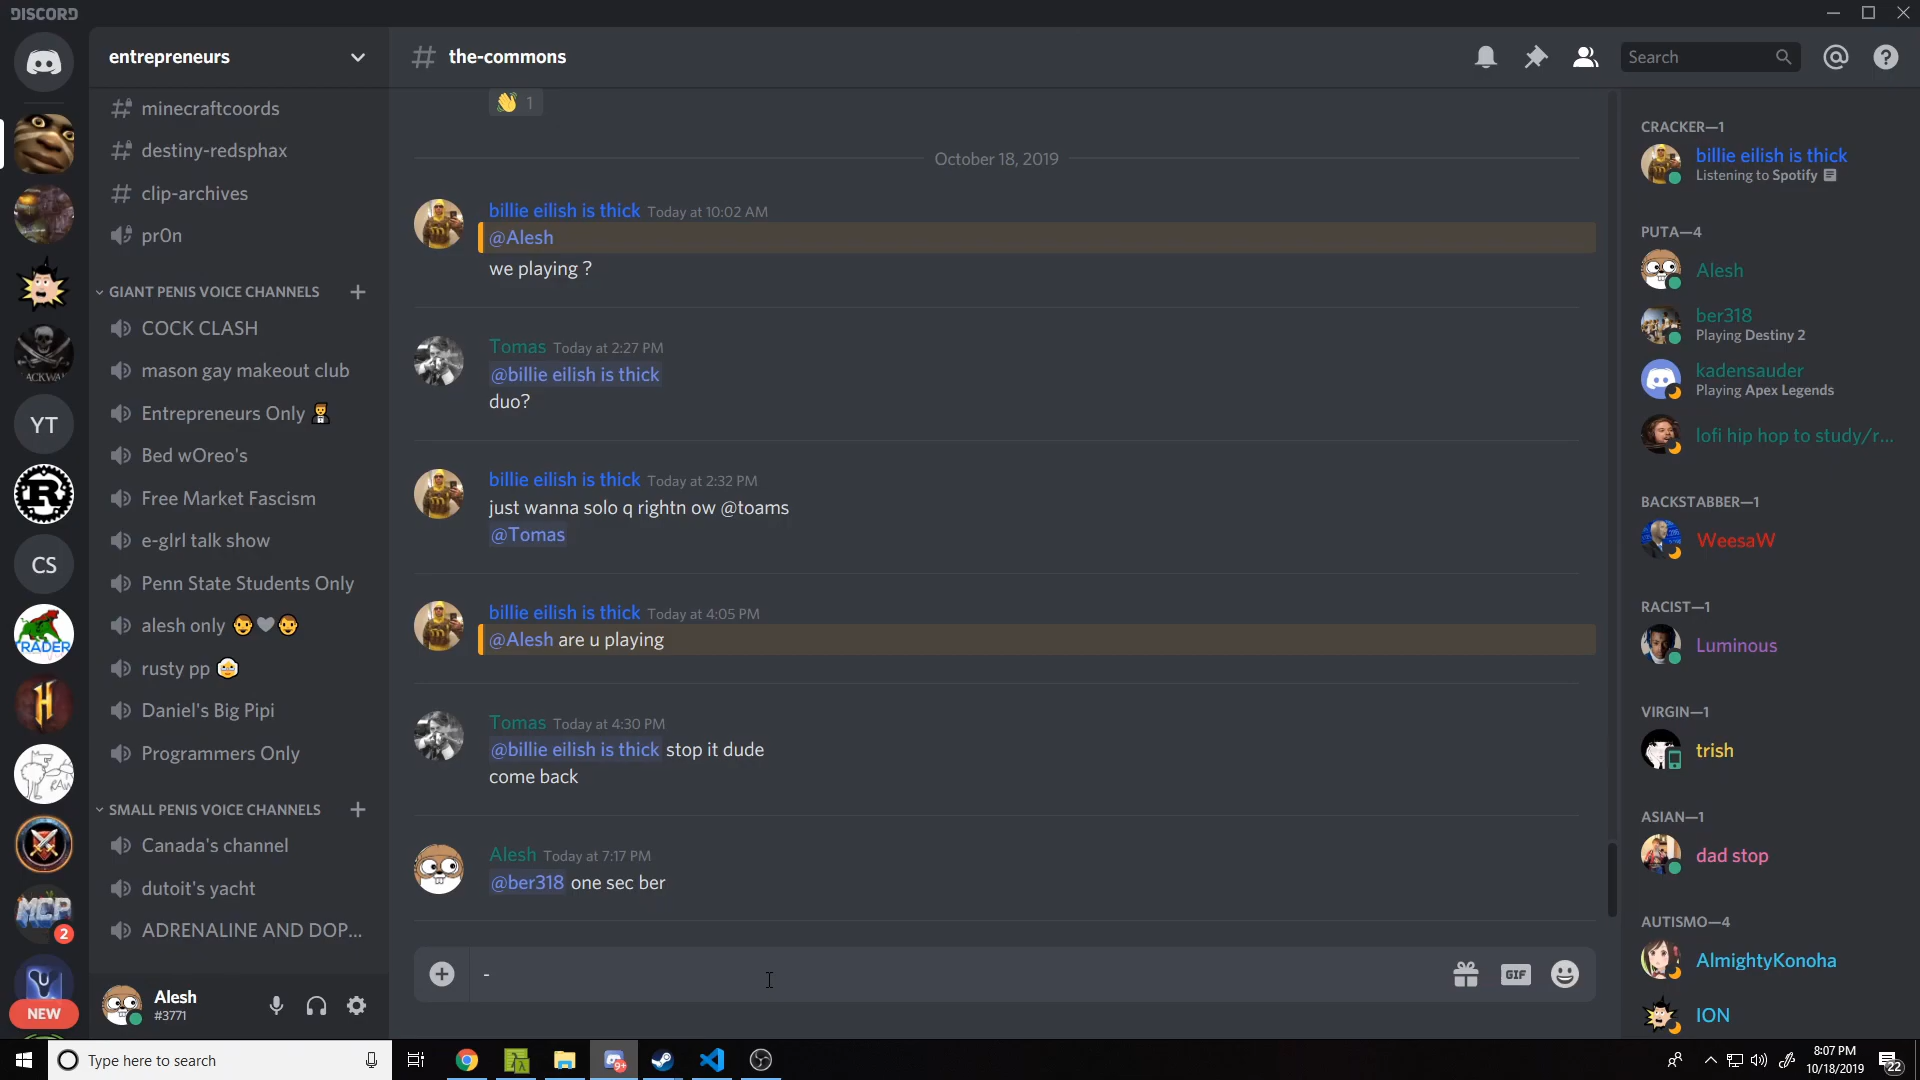 DISCORD
entrepreneurs
# the-commons
Search
minecraftcoords
destiny-redsphax
clip-archives
pr0n
GIANT PENIS VOICE CHANNELS
COCK CLASH
mason gay makeout club
Entrepreneurs Only
Bed wOreo's
Free Market Fascism
e-gIrl talk show
Penn State Students Only
alesh only
rusty pp
Daniel's Big Pipi
Programmers Only
SMALL PENIS VOICE CHANNELS
Canada's channel
dutoit's yacht
ADRENALINE AND DOP...
Alesh
#3771
YT
CS
TRADER
ACKWA
MCP
2
NEW
1
October 18, 2019
billie eilish is thick Today at 10:02 AM
@Alesh
we playing ?
Tomas Today at 2:27 PM
@billie eilish is thick
duo?
billie eilish is thick Today at 2:32 PM
just wanna solo q rightn ow @toams
@Tomas
billie eilish is thick Today at 4:05 PM
@Alesh are u playing
Tomas Today at 4:30 PM
@billie eilish is thick stop it dude
come back
Alesh Today at 7:17 PM
@ber318 one sec ber
-
GIF
CRACKER—1
billie eilish is thick
Listening to Spotify
PUTA—4
Alesh
ber318
Playing Destiny 2
kadensauder
Playing Apex Legends
lofi hip hop to study/r...
BACKSTABBER—1
WeesaW
RACIST—1
Luminous
VIRGIN—1
trish
ASIAN—1
dad stop
AUTISMO—4
AlmightyKonoha
ION
Type here to search
9+
8:07 PM
10/18/2019
22